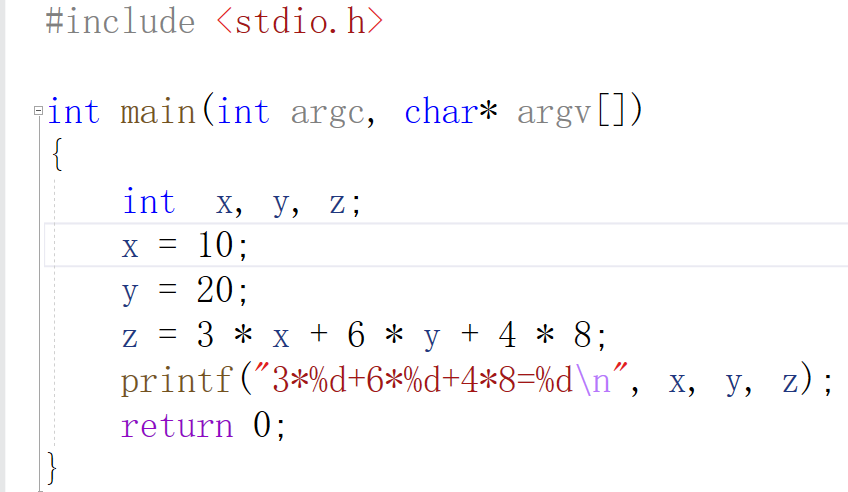 #include <stdio.h>
int main(int argc, char* argv[])
{
int  x, y, z;
x = 10;
y = 20;
z = 3 * x + 6 * y + 4 * 8;
printf("3*%d+6*%d+4*8=%d\n", x, y, z);
return 0;
}